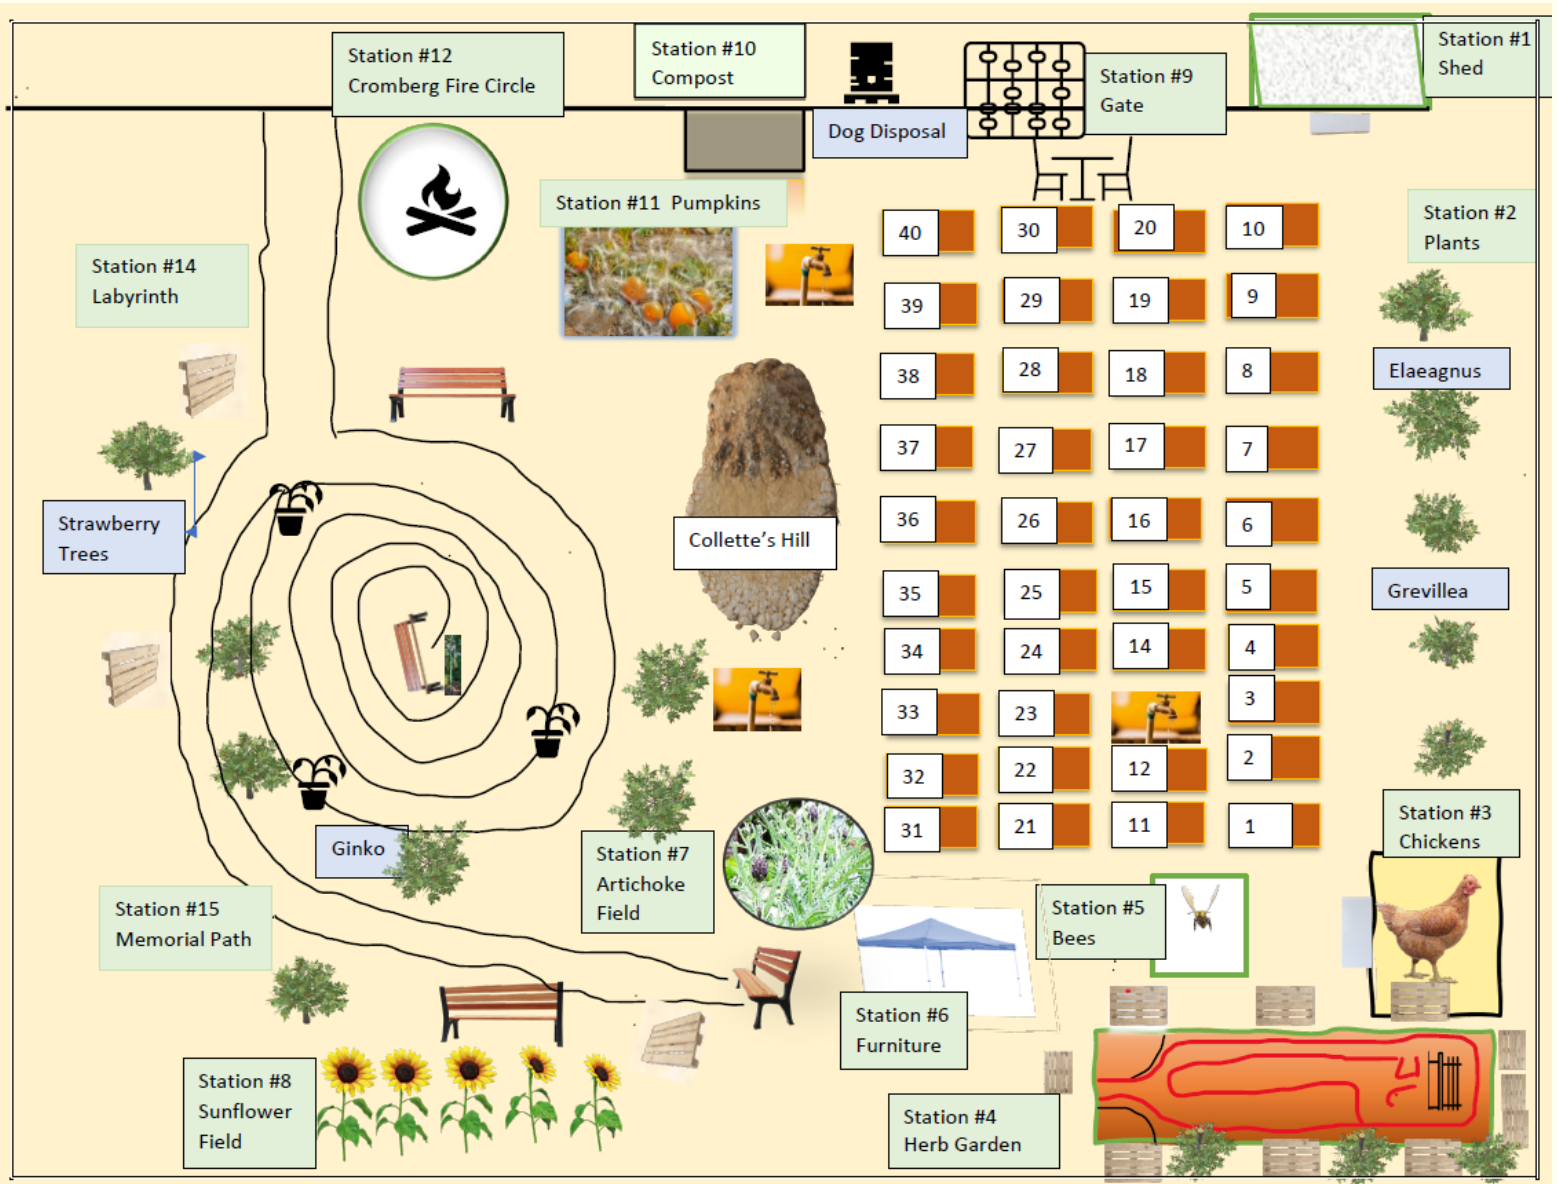 Station #12
Cromberg Fire Circle
Station #10
Compost
Dog Disposal
Station #9
Gate
Station #1
Shed
Station #11  Pumpkins
Station #2
Plants
Station #14
Labyrinth
40
30
20
10
39
29
19
9
38
28
18
8
Elaeagnus
37
27
17
7
Strawberry
Trees
Collette's Hill
36
26
16
6
35
25
15
5
Grevillea
34
24
14
4
33
23
3
32
22
12
2
31
21
11
1
Station #3
Chickens
Ginko
Station #7
Artichoke
Field
Station #15
Memorial Path
Station #5
Bees
Station #6
Furniture
Station #8
Sunflower
Field
Station #4
Herb Garden